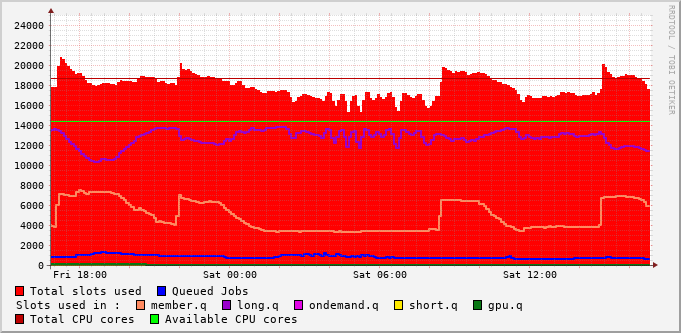 RRDTOOL / TOBI OETIKER
24000
22000
20000
18000
16000
14000
12000
10000
8000
6000
4000
2000
0
Fri 18:00 Sat 00:00 Sat 06:00 Sat 12:00
Total slots used Queued Jobs
Slots used in : member.q long.q ondemand.q short.q gpu.q
Total CPU cores Available CPU cores